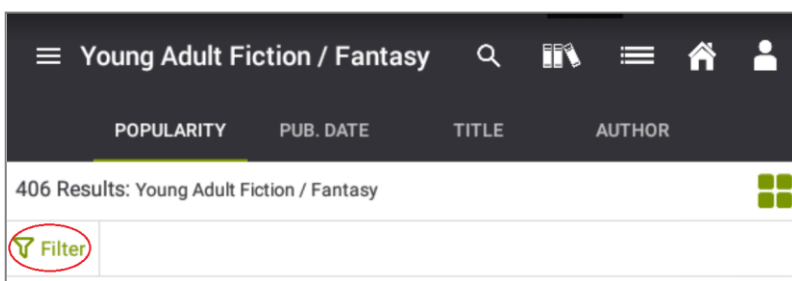 Young Adult Fiction / Fantasy
POPULARITY PUB. DATE TITLE AUTHOR
406 Results: Young Adult Fiction / Fantasy
Filter